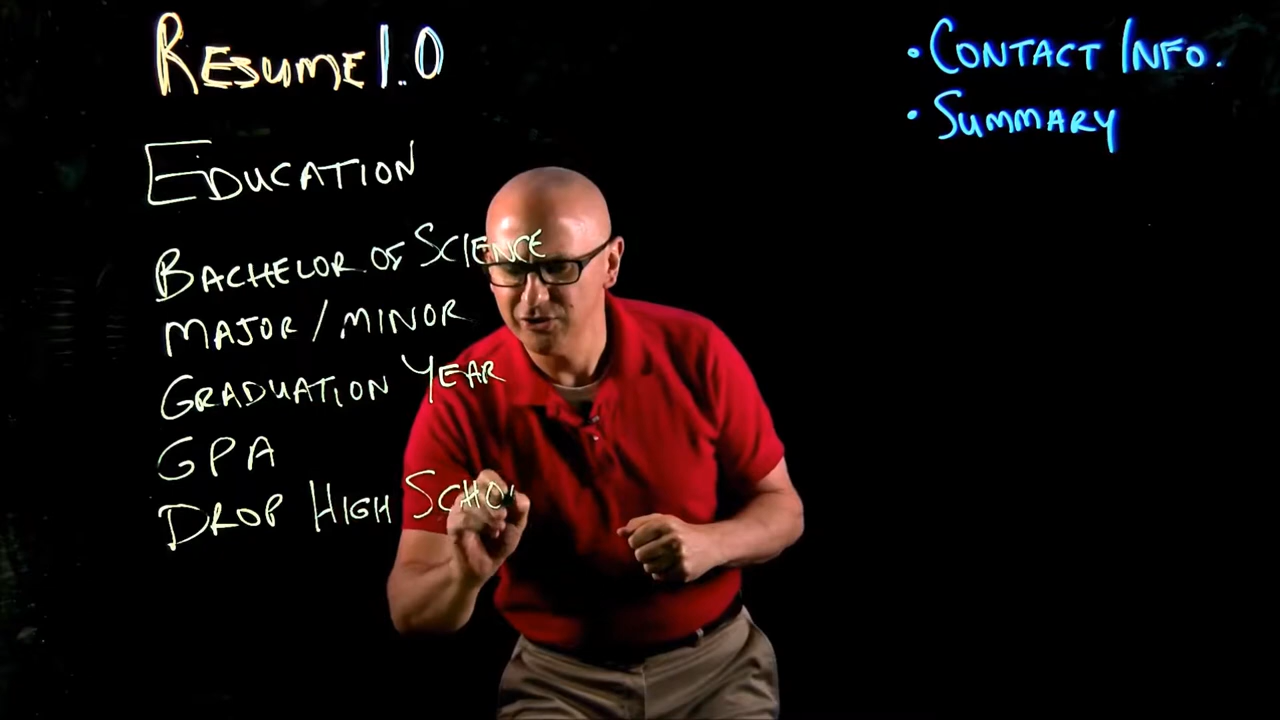 RESUME 1.0
EDUCATION
BACHELOR OF SCIENCE
MAJOR / MINOR
GRADUATION YEAR
GPA
DROP HIGH SCHO
• CONTACT INFO.
• SUMMARY